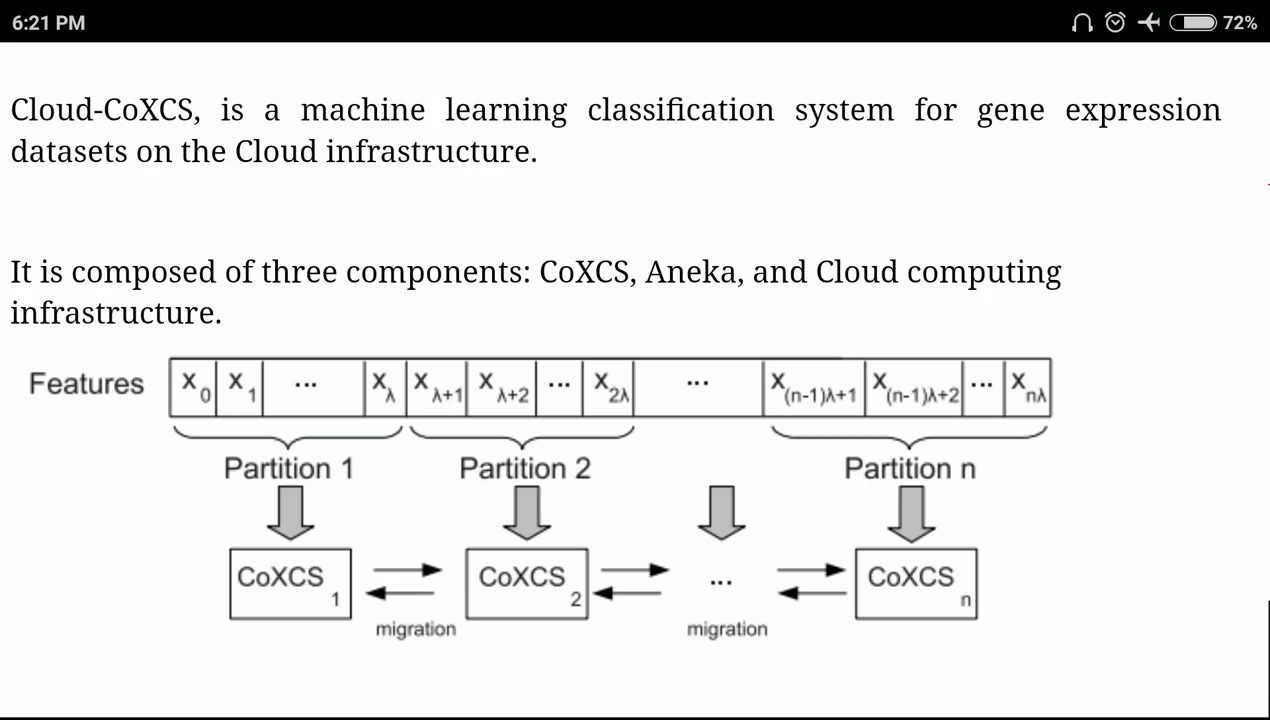 6:21 PM 72%
Cloud-CoXCS, is a machine learning classification system for gene expression
datasets on the Cloud infrastructure.
It is composed of three components: CoXCS, Aneka, and Cloud computing
infrastructure.
Features X0 X1 ... Xλ Xλ+1 Xλ+2 ... X2λ ... X(n-1)λ+1 X(n-1)λ+2 ... Xnλ
Partition 1 Partition 2 Partition n
CoXCS1 CoXCS2 ... CoXCSn
migration migration